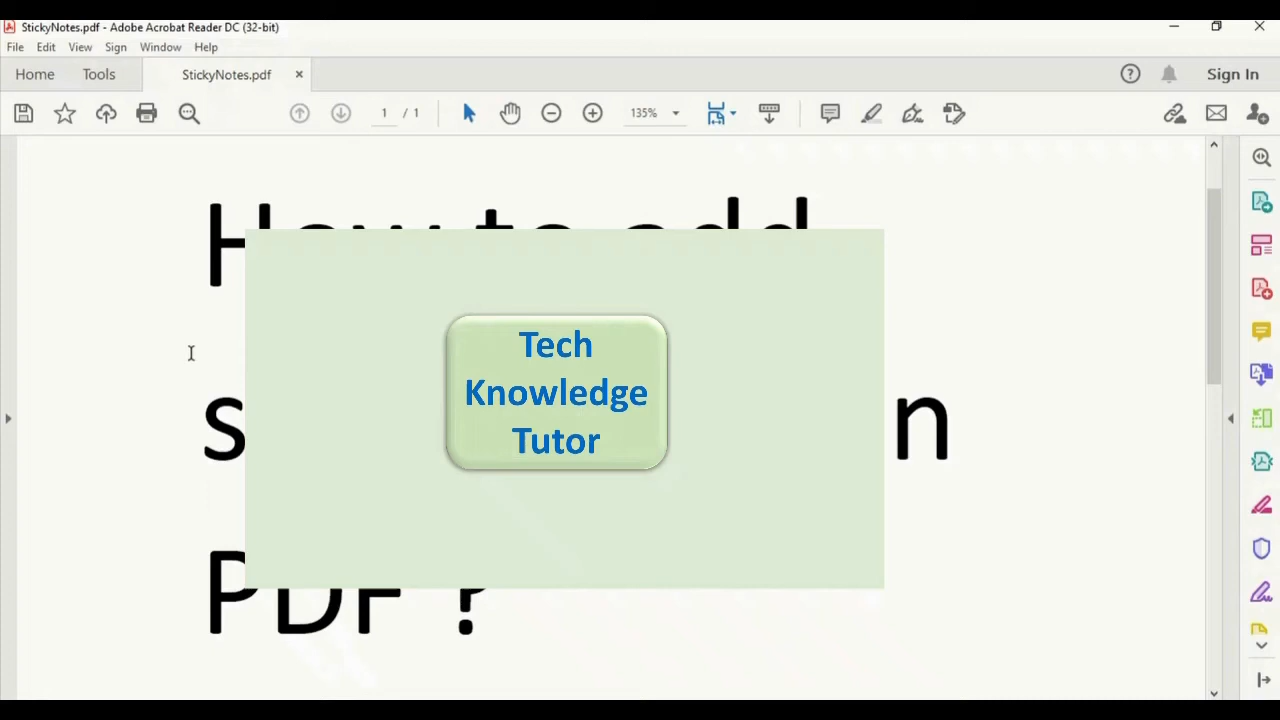 StickyNotes.pdf - Adobe Acrobat Reader DC (32-bit)
File Edit View Sign Window Help
Home Tools StickyNotes.pdf Sign In
1 / 1 135%
Tech
Knowledge
Tutor
PDF ?